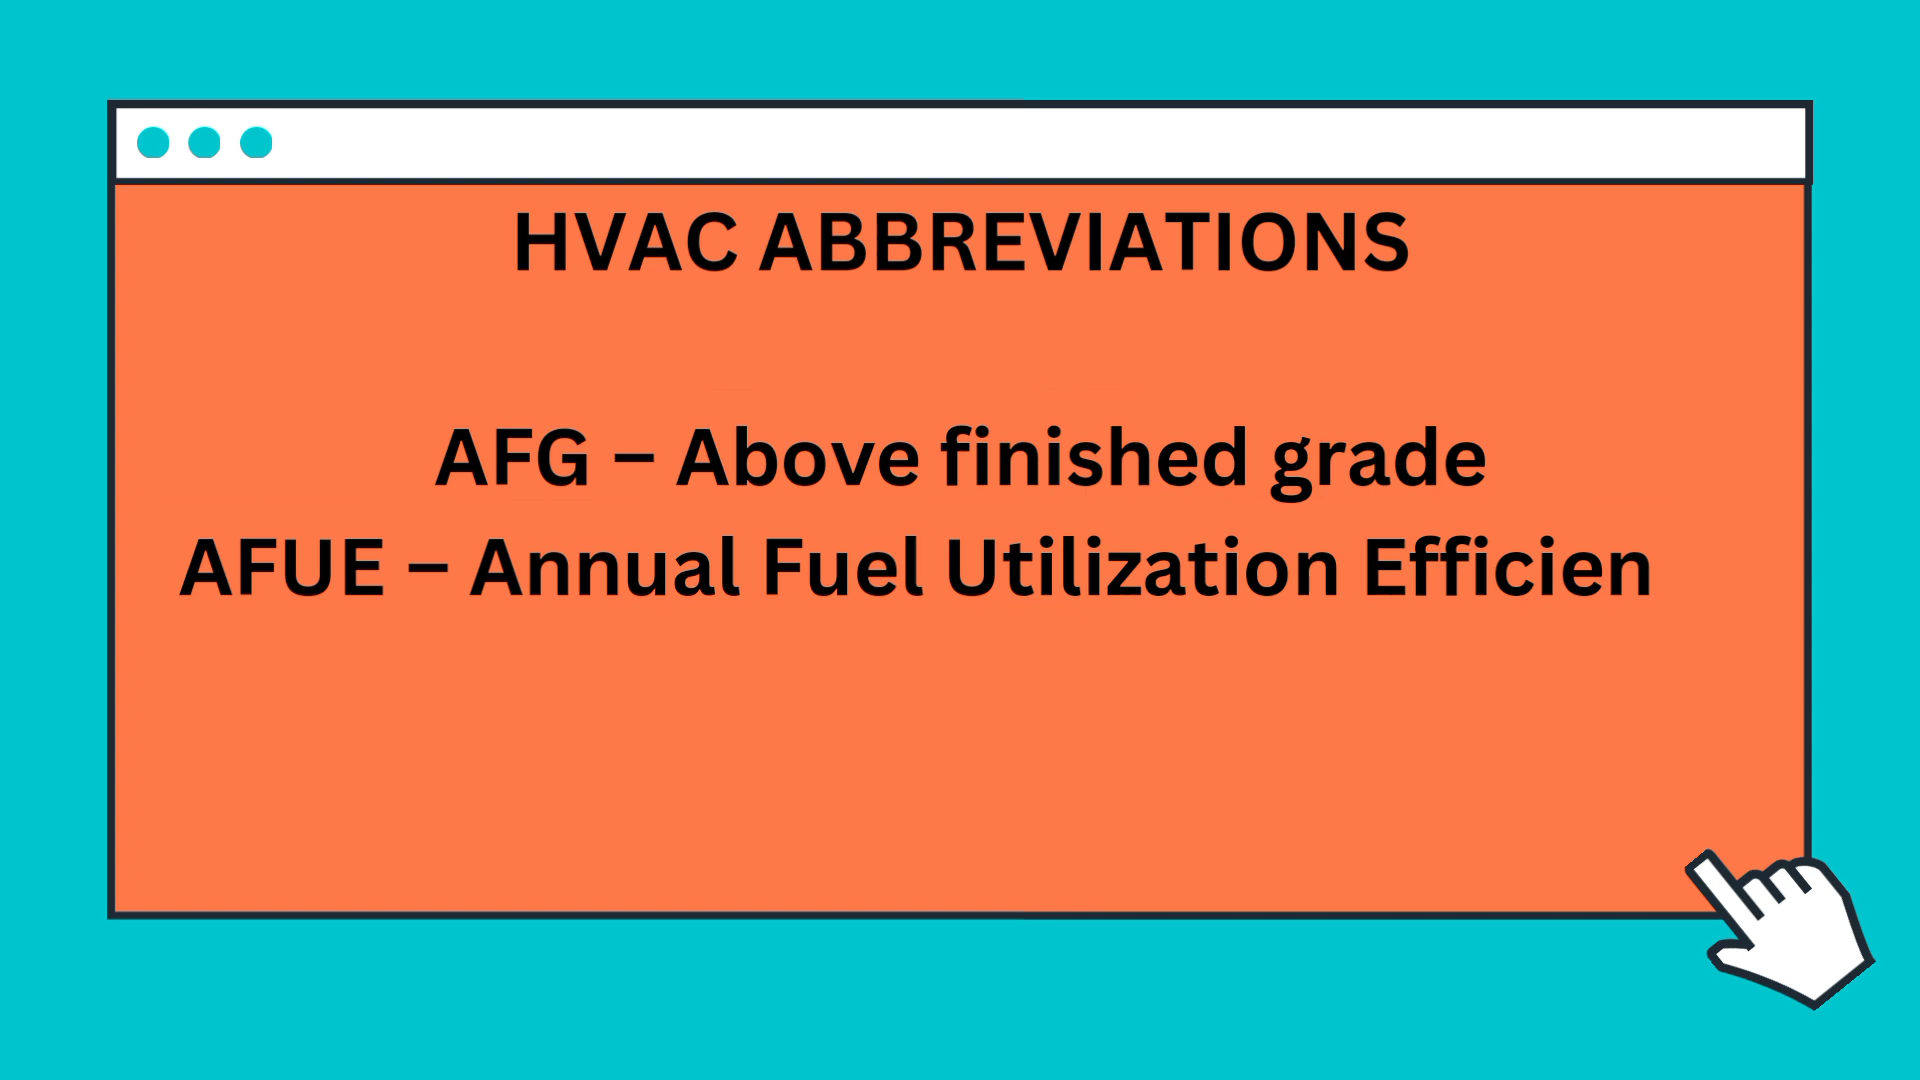 HVAC ABBREVIATIONS
AFG – Above finished grade
AFUE – Annual Fuel Utilization Efficien